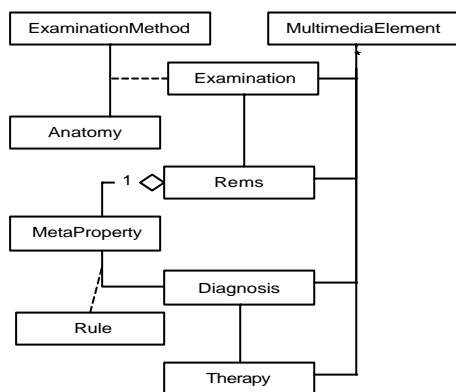 ExaminationMethod
MultimediaElement
*
Examination
Anatomy
1
Rems
MetaProperty
Diagnosis
Rule
Therapy